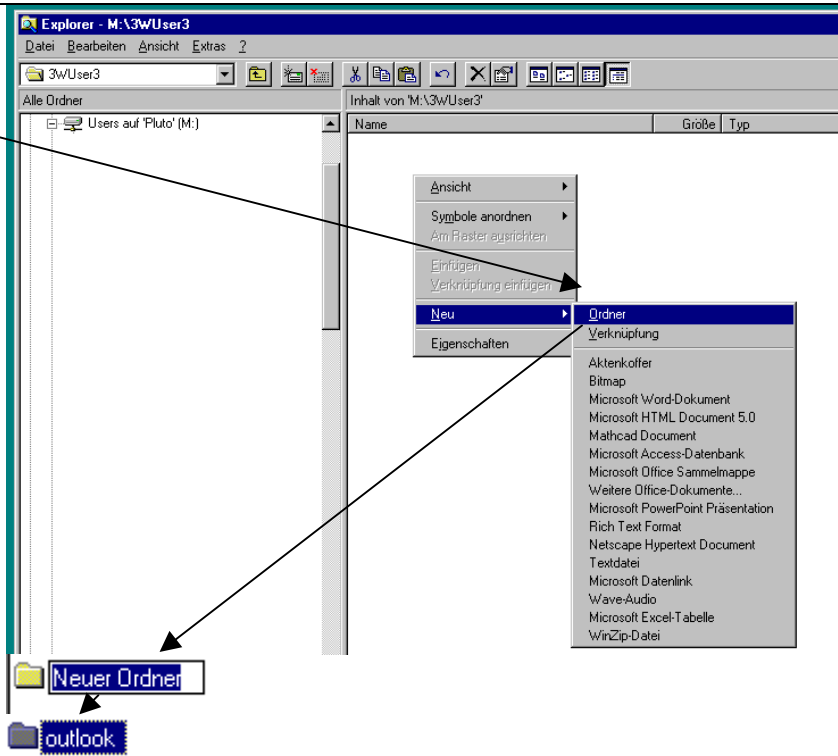 Explorer - M:\3WUser3
Datei Bearbeiten Ansicht Extras ?
3WUser3
Alle Ordner
Inhalt von 'M:\3WUser3'
Users auf 'Pluto' (M:)
Name Größe Typ
Ansicht
Symbole anordnen
Am Raster ausrichten
Einfügen
Verknüpfung einfügen
Neu
Eigenschaften
Ordner
Verknüpfung
Aktenkoffer
Bitmap
Microsoft Word-Dokument
Microsoft HTML Document 5.0
Mathcad Document
Microsoft Access-Datenbank
Microsoft Office Sammelmappe
Weitere Office-Dokumente...
Microsoft PowerPoint Präsentation
Rich Text Format
Netscape Hypertext Document
Textdatei
Microsoft Datenlink
Wave-Audio
Microsoft Excel-Tabelle
WinZip-Datei
Neuer Ordner
outlook